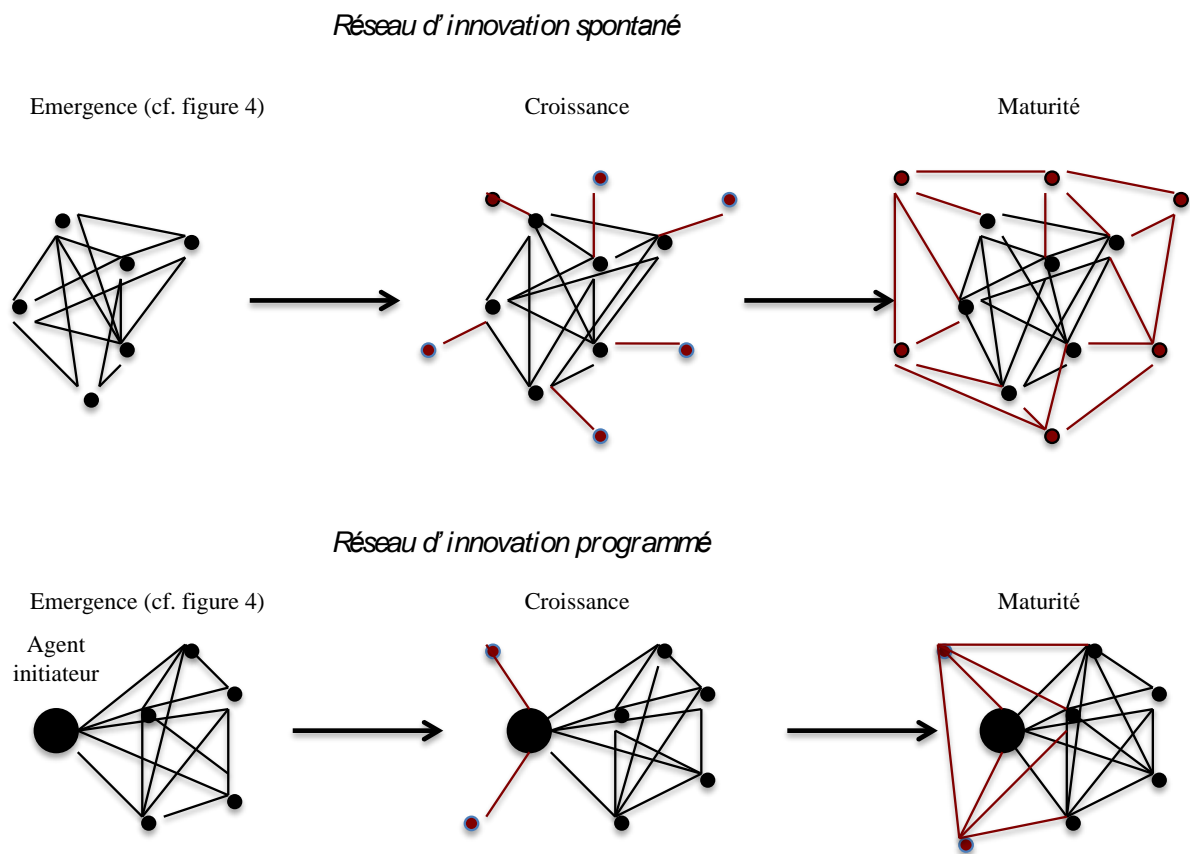 Réseau d'innovation spontané
Emergence (cf. figure 4)
Croissance
Maturité
Réseau d'innovation programmé
Emergence (cf. figure 4)
Croissance
Maturité
Agent
initiateur